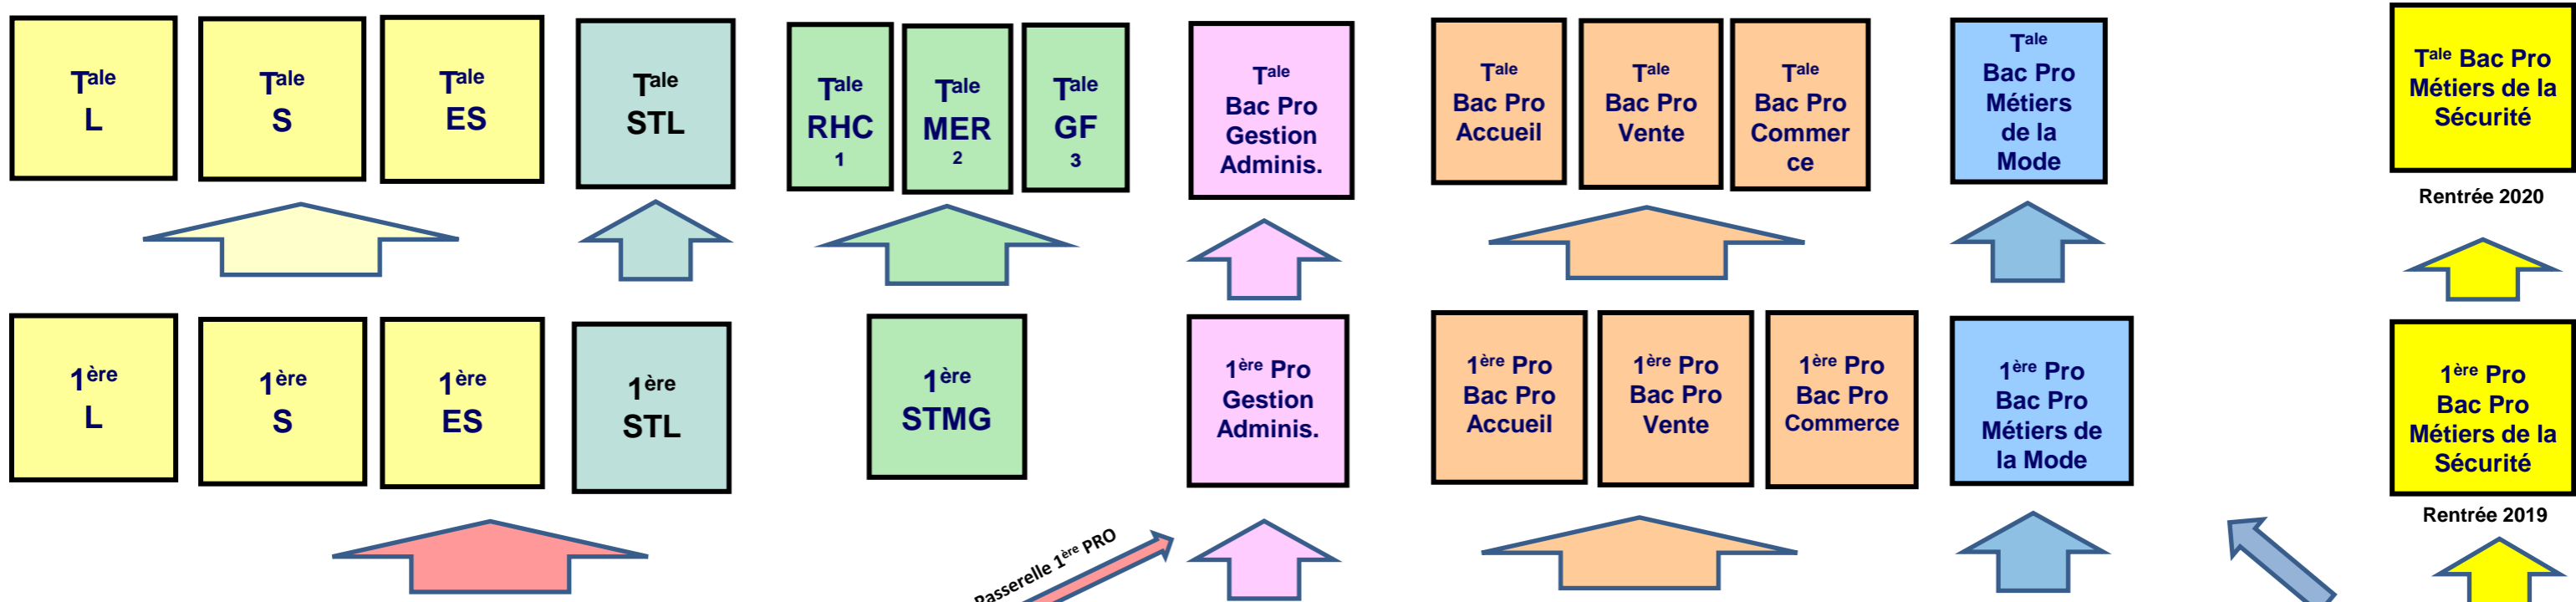 Tale
L
Tale
S
Tale
ES
Tale
STL
Tale
RHC
1
Tale
MER
2
Tale
GF
3
Tale
Bac Pro
Gestion
Adminis.
Tale
Bac Pro
Accueil
Tale
Bac Pro
Vente
Tale
Bac Pro
Commer
ce
Tale
Bac Pro
Métiers
de la
Mode
Tale Bac Pro
Métiers de la
Sécurité
Rentrée 2020
1ère
L
1ère
S
1ère
ES
1ère
STL
1ère
STMG
1ère Pro
Gestion
Adminis.
1ère Pro
Bac Pro
Accueil
1ère Pro
Bac Pro
Vente
1ère Pro
Bac Pro
Commerce
1ère Pro
Bac Pro
Métiers de
la Mode
1ère Pro
Bac Pro
Métiers de la
Sécurité
Rentrée 2019
Passerelle 1ère PRO